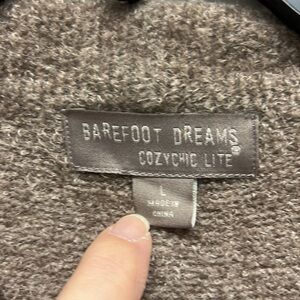 BAREFOOT DREAMS
COZYCHIC LITE®
L
MADE IN
CHINA